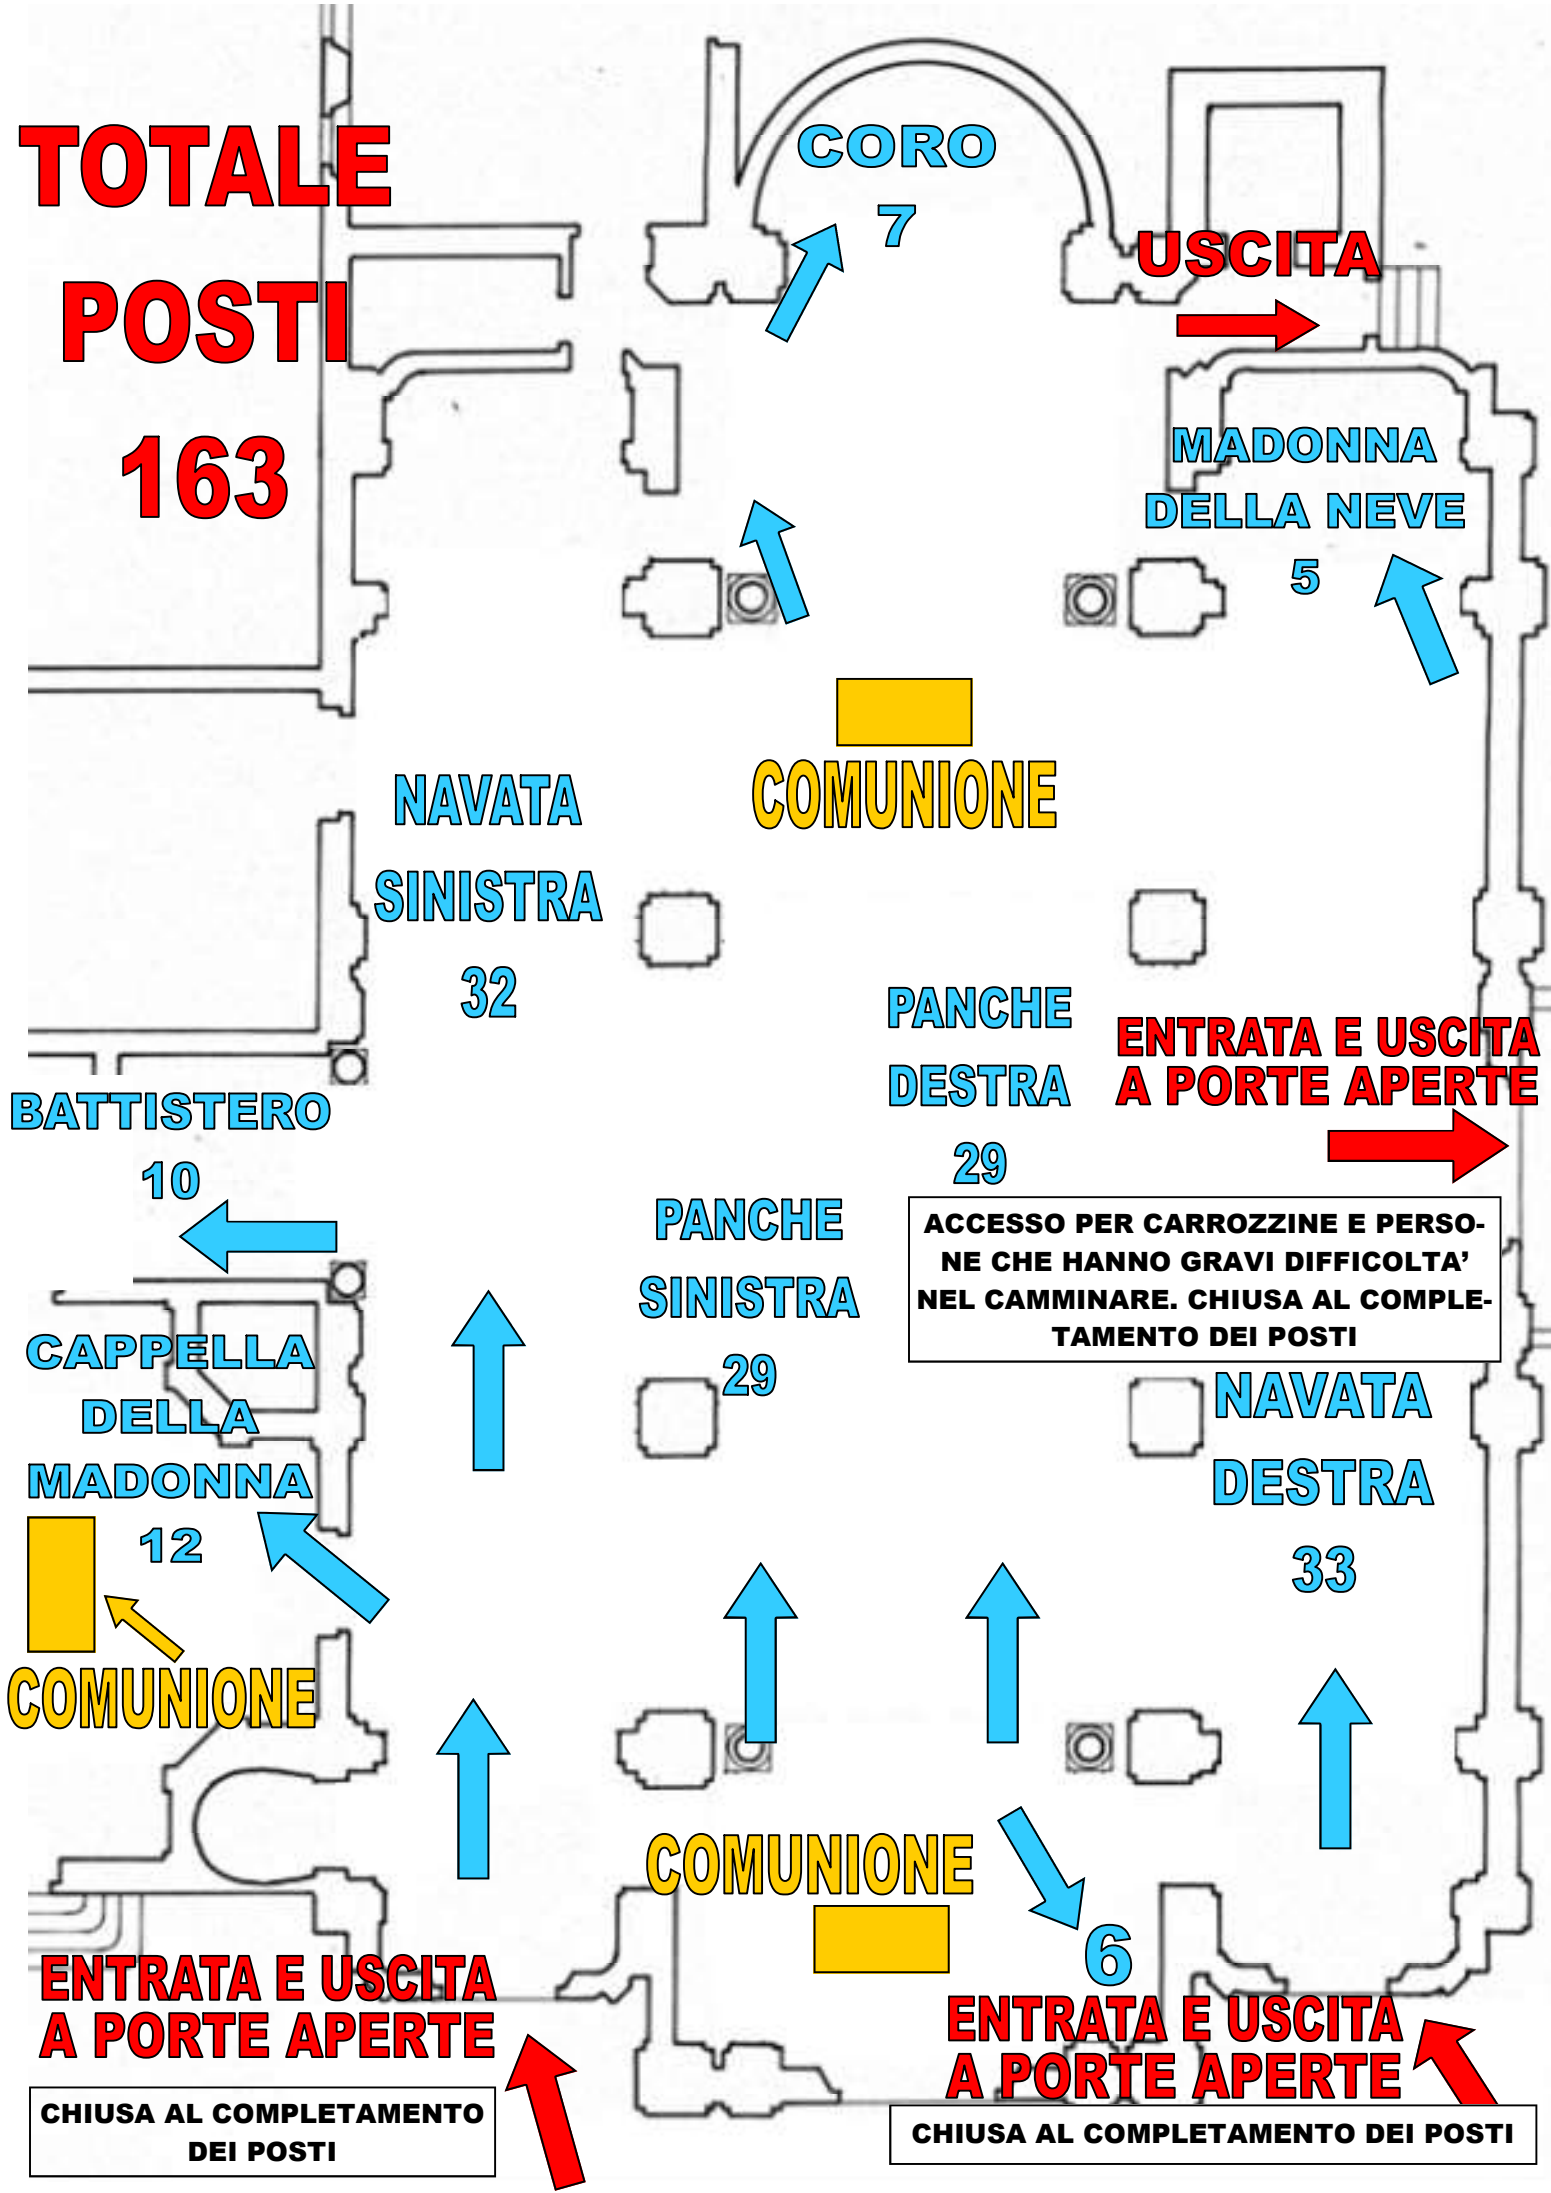 TOTALE
POSTI
163
CORO
7
USCITA
MADONNA
DELLA NEVE
5
COMUNIONE
NAVATA
SINISTRA
32
PANCHE
DESTRA
29
ENTRATA E USCITA
A PORTE APERTE
ACCESSO PER CARROZZINE E PERSO-
NE CHE HANNO GRAVI DIFFICOLTA’
NEL CAMMINARE. CHIUSA AL COMPLE-
TAMENTO DEI POSTI
BATTISTERO
10
PANCHE
SINISTRA
29
CAPPELLA
DELLA
MADONNA
12
COMUNIONE
NAVATA
DESTRA
33
COMUNIONE
6
ENTRATA E USCITA
A PORTE APERTE
CHIUSA AL COMPLETAMENTO
DEI POSTI
ENTRATA E USCITA
A PORTE APERTE
CHIUSA AL COMPLETAMENTO DEI POSTI